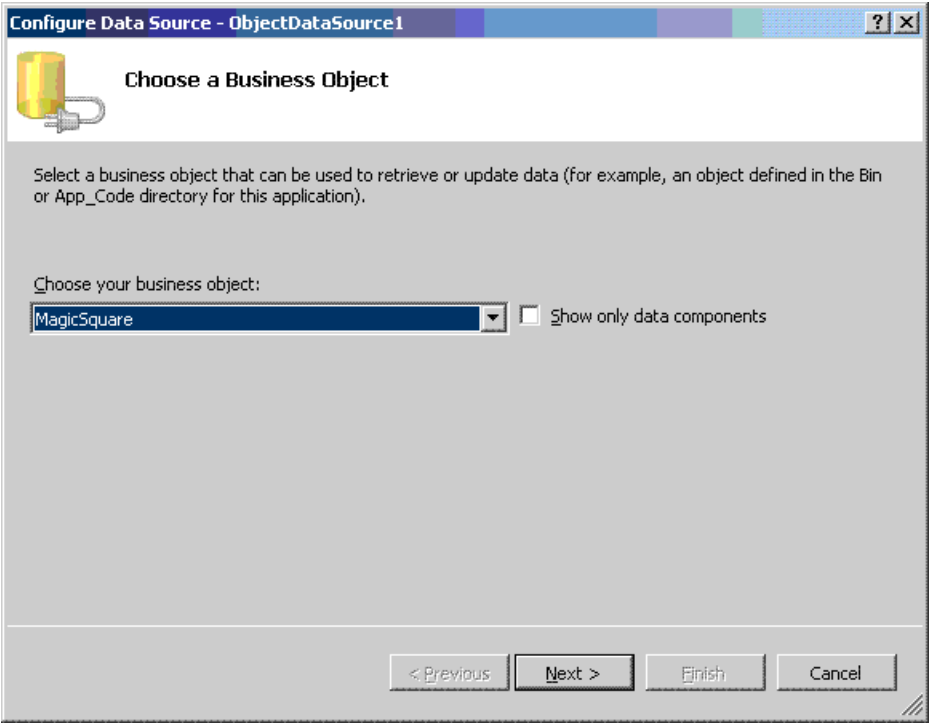 Configure Data Source - ObjectDataSource1
Choose a Business Object
Select a business object that can be used to retrieve or update data (for example, an object defined in the Bin
or App_Code directory for this application).
Choose your business object:
MagicSquare
Show only data components
< Previous
Next >
Finish
Cancel